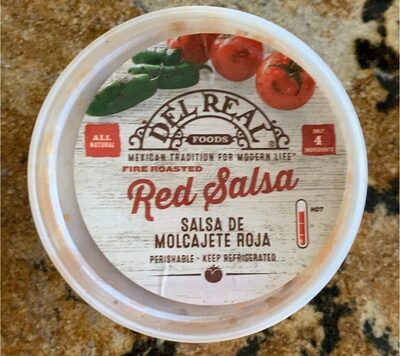 DEL REAL®
FOODS
MEXICAN TRADITION FOR MODERN LIFE™
ALL
NATURAL
ONLY
4
INGREDIENTS
FIRE ROASTED
Red Salsa
SALSA DE
MOLCAJETE ROJA
HOT
PERISHABLE - KEEP REFRIGERATED